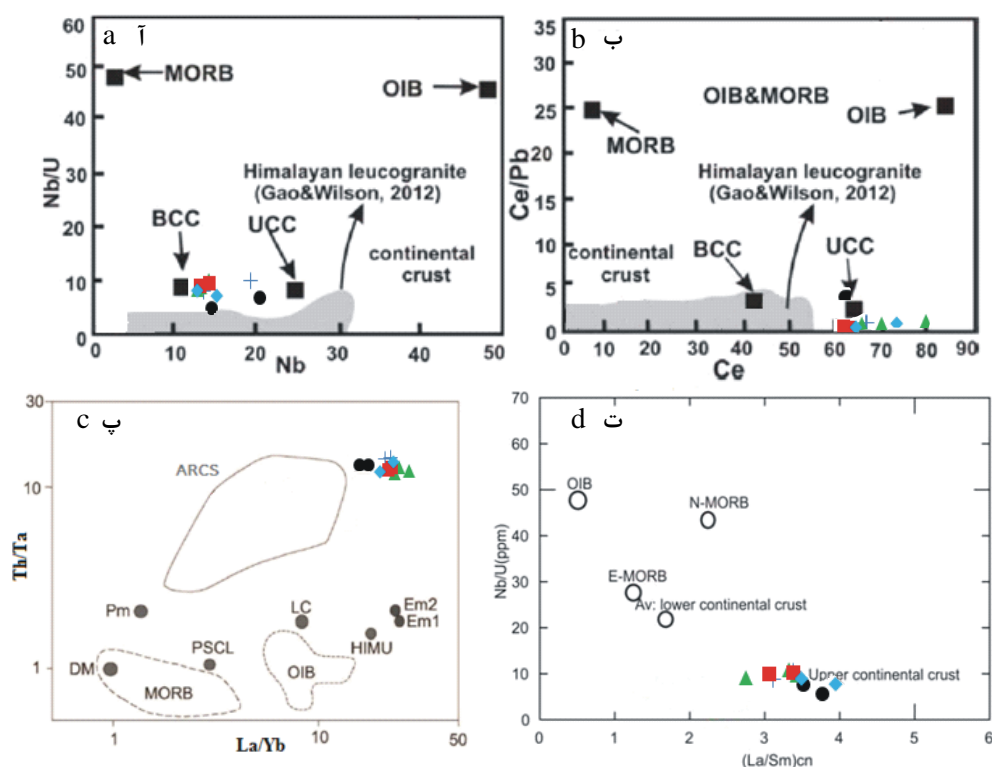 a آ
60
50
40
30
20
10
0
Nb/U
MORB
OIB
Himalayan leucogranite
(Gao&Wilson, 2012)
BCC
UCC
continental
crust
0 10 20 30 40 50
Nb
b ب
35
30
25
20
15
10
5
0
Ce/Pb
OIB&MORB
OIB
MORB
Himalayan leucogranite
(Gao&Wilson, 2012)
continental
crust
BCC
UCC
0 10 20 30 40 50 60 70 80 90
Ce
c پ
30
10
1
Th/Ta
ARCS
Pm
LC
Em2
Em1
HIMU
PSCL
DM
MORB
OIB
1 10 50
La/Yb
d ت
70
60
50
40
30
20
10
0
Nb/U(ppm)
OIB
N-MORB
E-MORB
Av: lower continental crust
Upper continental crust
0 1 2 3 4 5 6
(La/Sm)cn